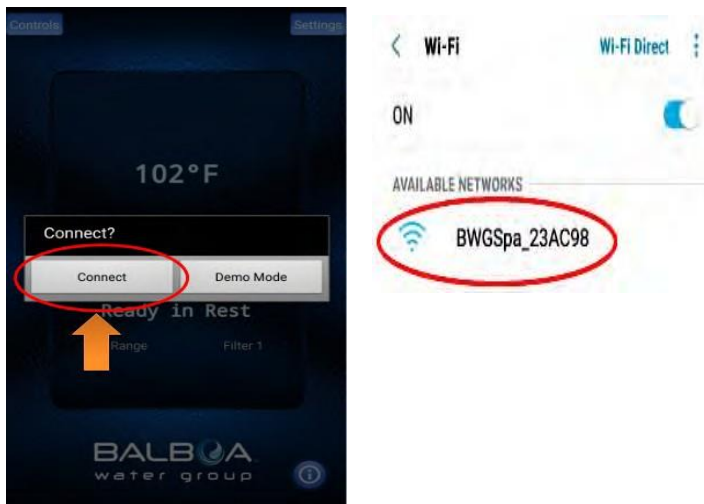 Controls
Settings
102°F
Connect?
Connect
Demo Mode
Ready in Rest
Range
Filter 1
BALBOA
water group
Wi-Fi
Wi-Fi Direct
ON
AVAILABLE NETWORKS
BWGSpa_23AC98